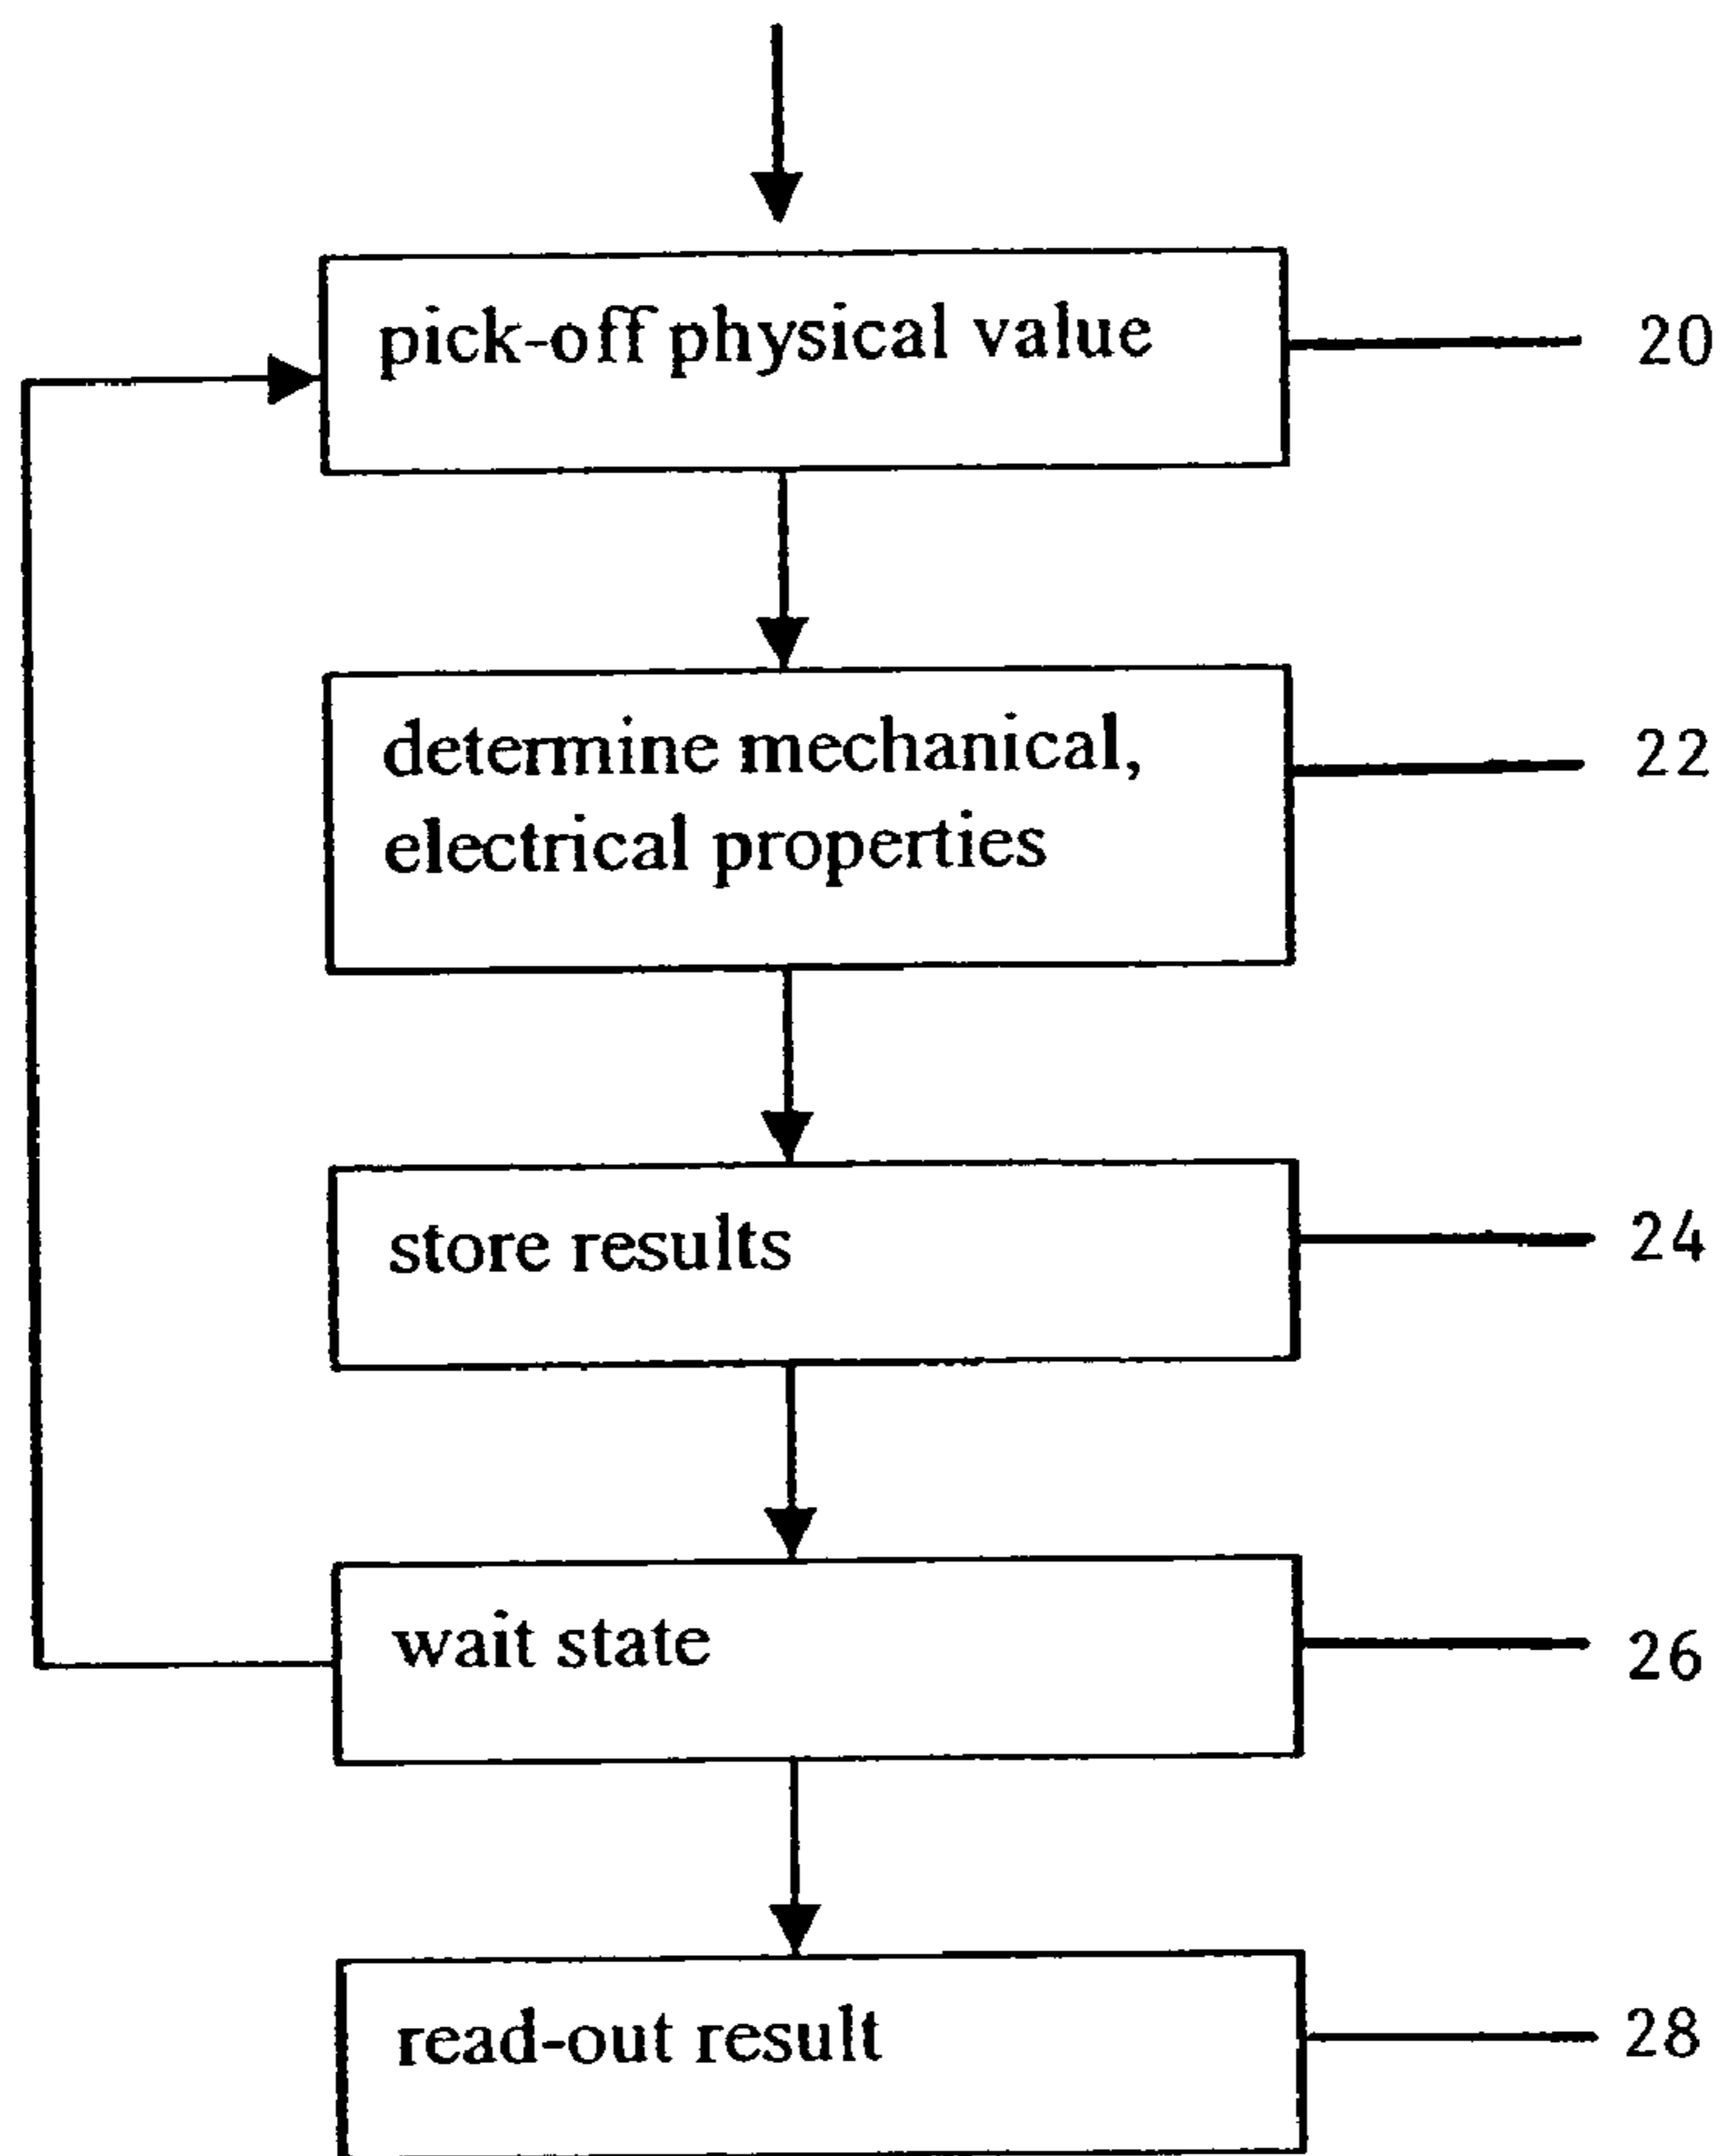 pick-off physical value
20
determine mechanical,
electrical properties
22
store results
24
wait state
26
read-out result
28